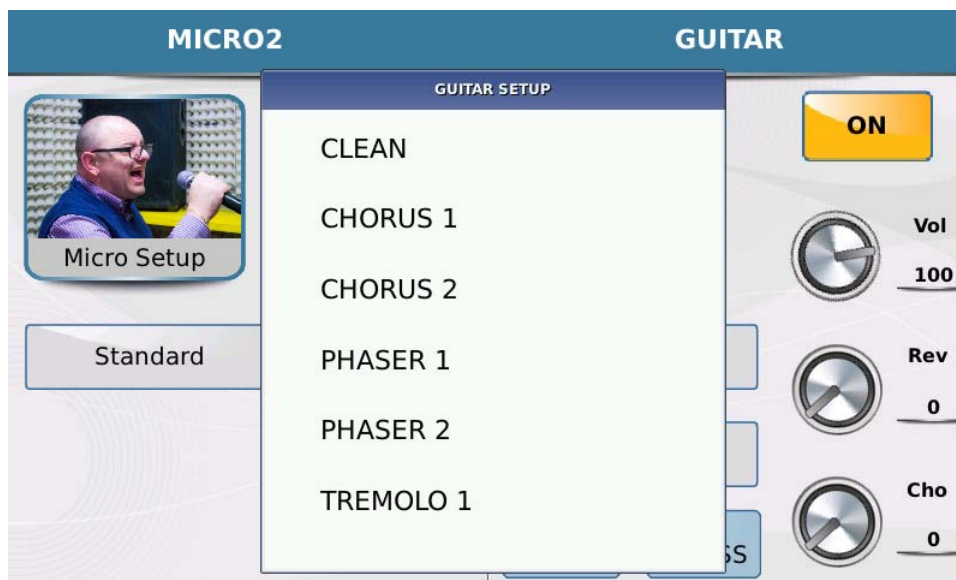 MICRO2
GUITAR
GUITAR SETUP
CLEAN
CHORUS 1
CHORUS 2
PHASER 1
PHASER 2
TREMOLO 1
Micro Setup
Standard
ON
Vol
100
Rev
0
Cho
0